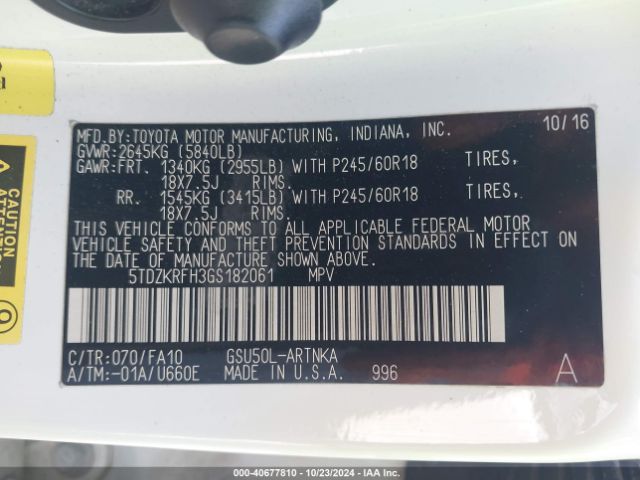 MFD.BY:TOYOTA MOTOR MANUFACTURING, INDIANA, INC. 10/16
GVWR:2645KG (5840LB)
GAWR:FRT. 1340KG (2955LB) WITH P245/60R18 TIRES,
18X7.5J RIMS.
RR. 1545KG (3415LB) WITH P245/60R18 TIRES,
18X7.5J RIMS.
THIS VEHICLE CONFORMS TO ALL APPLICABLE FEDERAL MOTOR
VEHICLE SAFETY AND THEFT PREVENTION STANDARDS IN EFFECT ON
THE DATE OF MANUFACTURE SHOWN ABOVE.
5TDZKRFH3GS182061 MPV
C/TR:070/FA10 GSU50L-ARTNKA
A/TM:-01A/U660E MADE IN U.S.A. 996 A
CAUTION
000-40677810 | 10/23/2024 | IAA Inc.